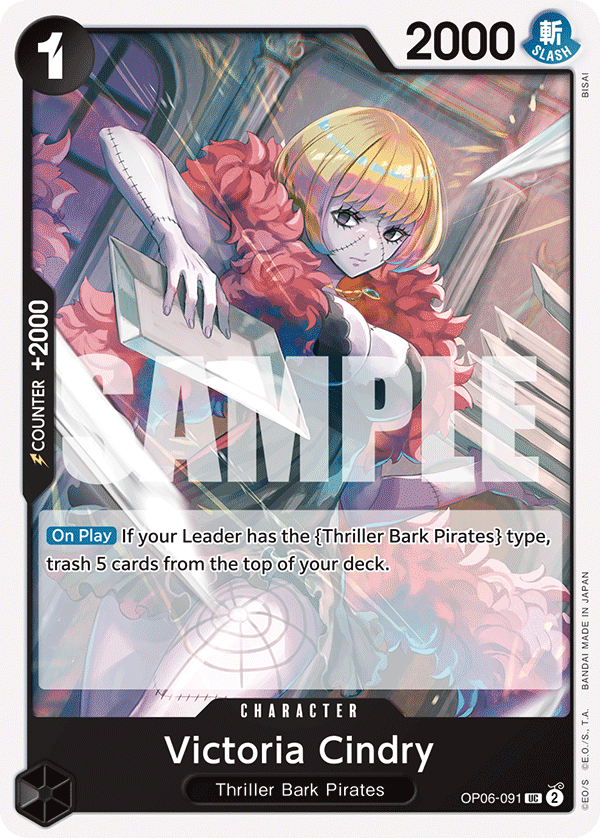 1
2000
斬
SLASH
BISAI
COUNTER +2000
SAMPLE
On Play If your Leader has the {Thriller Bark Pirates} type,
trash 5 cards from the top of your deck.
CHARACTER
Victoria Cindry
Thriller Bark Pirates
OP06-091 UC 2
©EO/S ©E.O./S., T.A. BANDAI MADE IN JAPAN